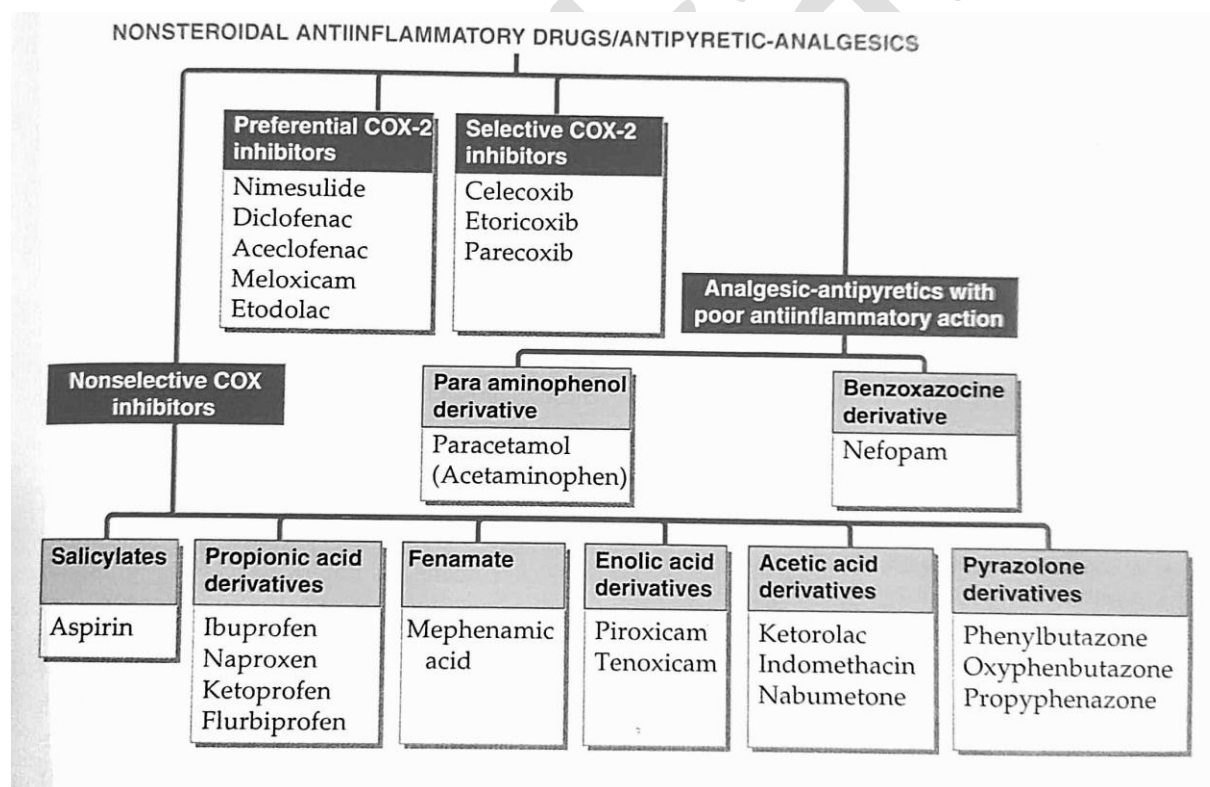 NONSTEROIDAL ANTIINFLAMMATORY DRUGS/ANTIPYRETIC-ANALGESICS
Preferential COX-2
inhibitors
Nimesulide
Diclofenac
Aceclofenac
Meloxicam
Etodolac
Selective COX-2
inhibitors
Celecoxib
Etoricoxib
Parecoxib
Analgesic-antipyretics with
poor antiinflammatory action
Nonselective COX
inhibitors
Para aminophenol
derivative
Paracetamol
(Acetaminophen)
Benzoxazocine
derivative
Nefopam
Salicylates
Aspirin
Propionic acid
derivatives
Ibuprofen
Naproxen
Ketoprofen
Flurbiprofen
Fenamate
Mephenamic
acid
Enolic acid
derivatives
Piroxicam
Tenoxicam
Acetic acid
derivatives
Ketorolac
Indomethacin
Nabumetone
Pyrazolone
derivatives
Phenylbutazone
Oxyphenbutazone
Propyphenazone